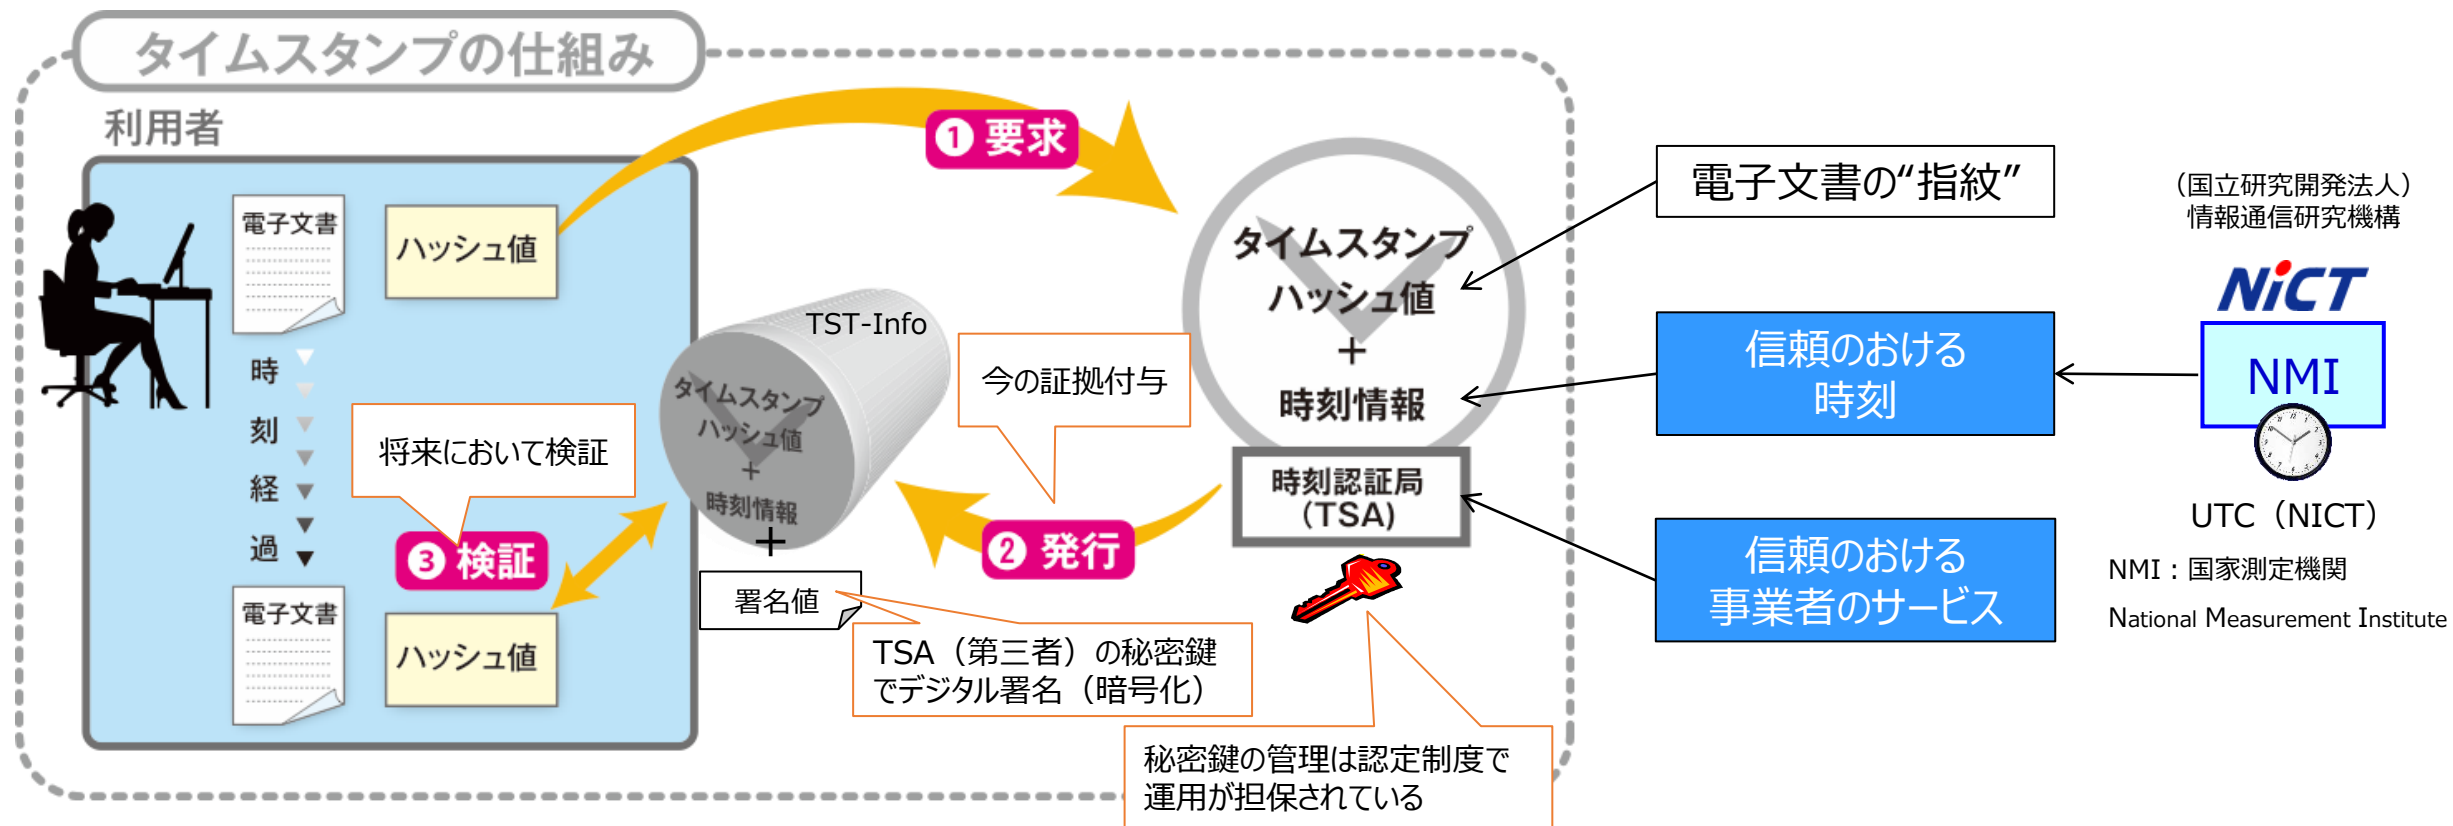 タイムスタンプの仕組み
利用者
電子文書
ハッシュ値
時
刻
経
過
電子文書
ハッシュ値
❶ 要求
将来において検証
❸ 検証
TST-Info
タイムスタンプ
ハッシュ値
+
時刻情報
+
署名値
今の証拠付与
❷ 発行
TSA（第三者）の秘密鍵
でデジタル署名（暗号化）
タイムスタンプ
ハッシュ値
+
時刻情報
時刻認証局
(TSA)
秘密鍵の管理は認定制度で
運用が担保されている
電子文書の“指紋”
信頼のおける
時刻
信頼のおける
事業者のサービス
（国立研究開発法人）
情報通信研究機構
NiCT
NMI
UTC（NICT）
NMI：国家測定機関
National Measurement Institute